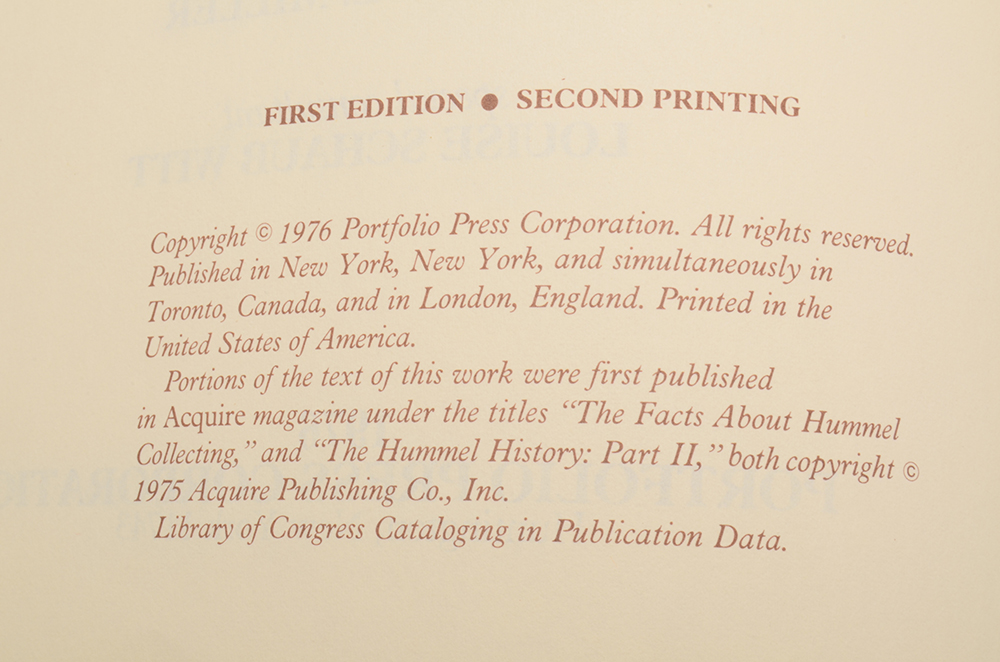 FIRST EDITION ● SECOND PRINTING
Copyright © 1976 Portfolio Press Corporation. All rights reserved.
Published in New York, New York, and simultaneously in
Toronto, Canada, and in London, England. Printed in the
United States of America.
Portions of the text of this work were first published
in Acquire magazine under the titles “The Facts About Hummel
Collecting,” and “The Hummel History: Part II,” both copyright ©
1975 Acquire Publishing Co., Inc.
Library of Congress Cataloging in Publication Data.